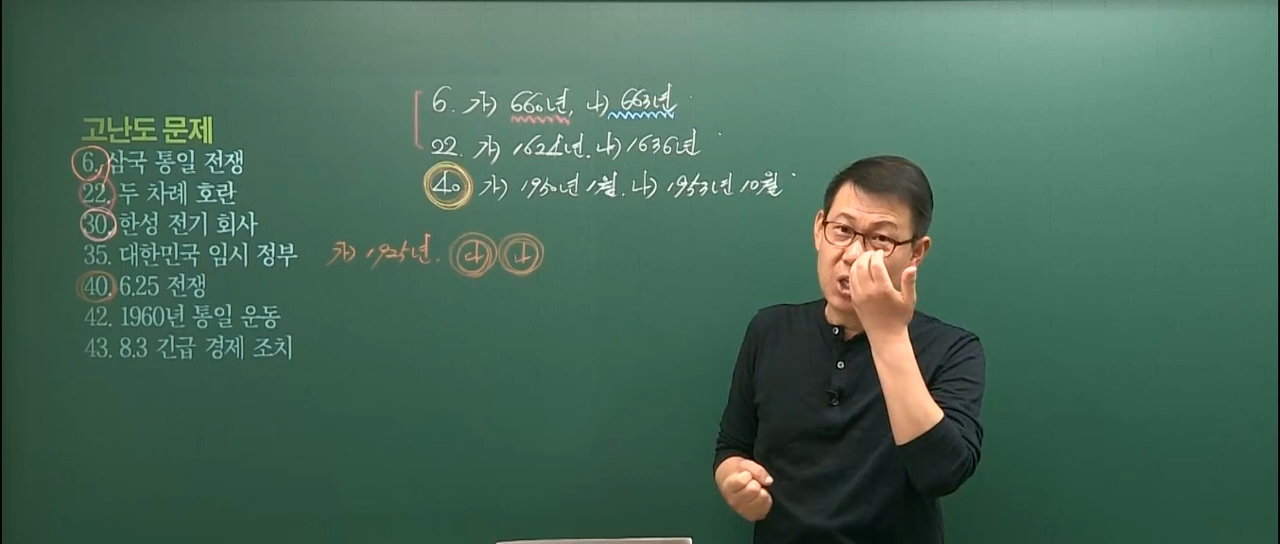 고난도 문제
6. 삼국 통일 전쟁
22. 두 차례 호란
30. 한성 전기 회사
35. 대한민국 임시 정부
40. 6.25 전쟁
42. 1960년 통일 운동
43. 8.3 긴급 경제 조치
6. 가) 660년, 나) 663년
22. 가) 1624년. 나) 1636년
40 가) 1950년 1월. 나) 1953년 10월
가) 1925년. 다 나